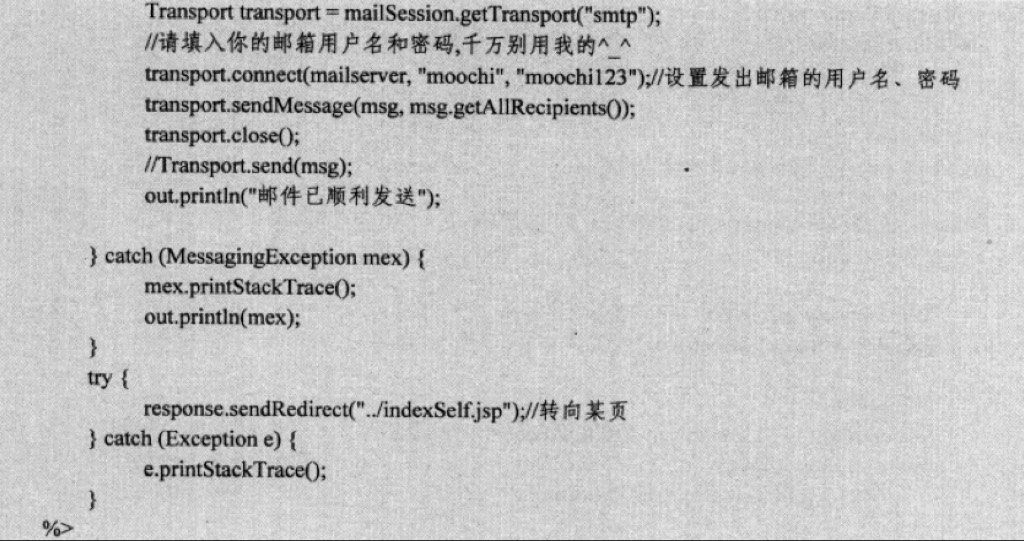 Transport transport = mailSession.getTransport("smtp");
//请填入你的邮箱用户名和密码,千万别用我的^_^
transport.connect(mailserver, "moochi", "moochi123");//设置发出邮箱的用户名、密码
transport.sendMessage(msg, msg.getAllRecipients());
transport.close();
//Transport.send(msg);
out.println("邮件已顺利发送");
} catch (MessagingException mex) {
mex.printStackTrace();
out.println(mex);
}
try {
response.sendRedirect("../indexSelf.jsp");//转向某页
} catch (Exception e) {
e.printStackTrace();
}
%>